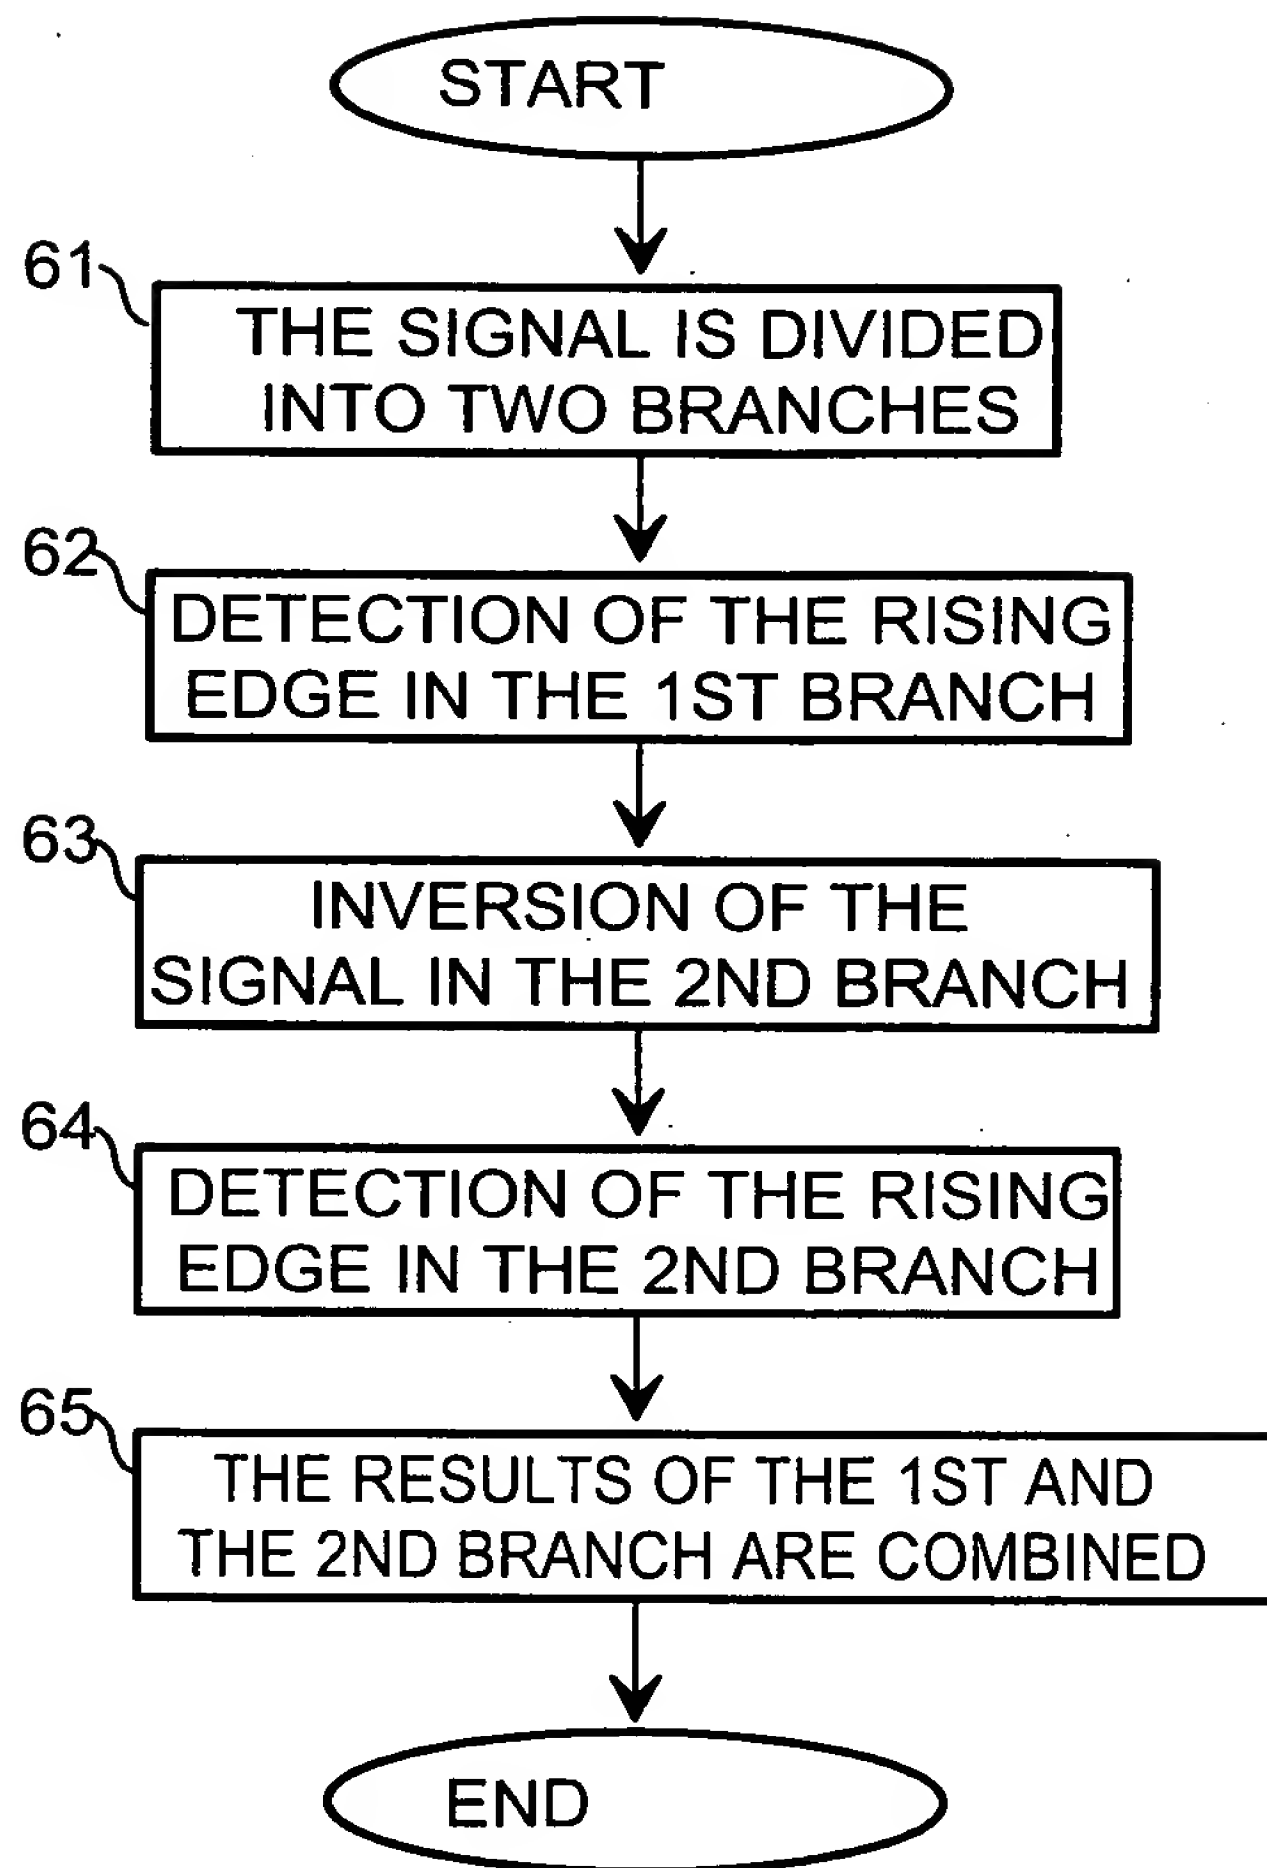 START
61
THE SIGNAL IS DIVIDED
INTO TWO BRANCHES
62
DETECTION OF THE RISING
EDGE IN THE 1ST BRANCH
63
INVERSION OF THE
SIGNAL IN THE 2ND BRANCH
64
DETECTION OF THE RISING
EDGE IN THE 2ND BRANCH
65
THE RESULTS OF THE 1ST AND
THE 2ND BRANCH ARE COMBINED
END